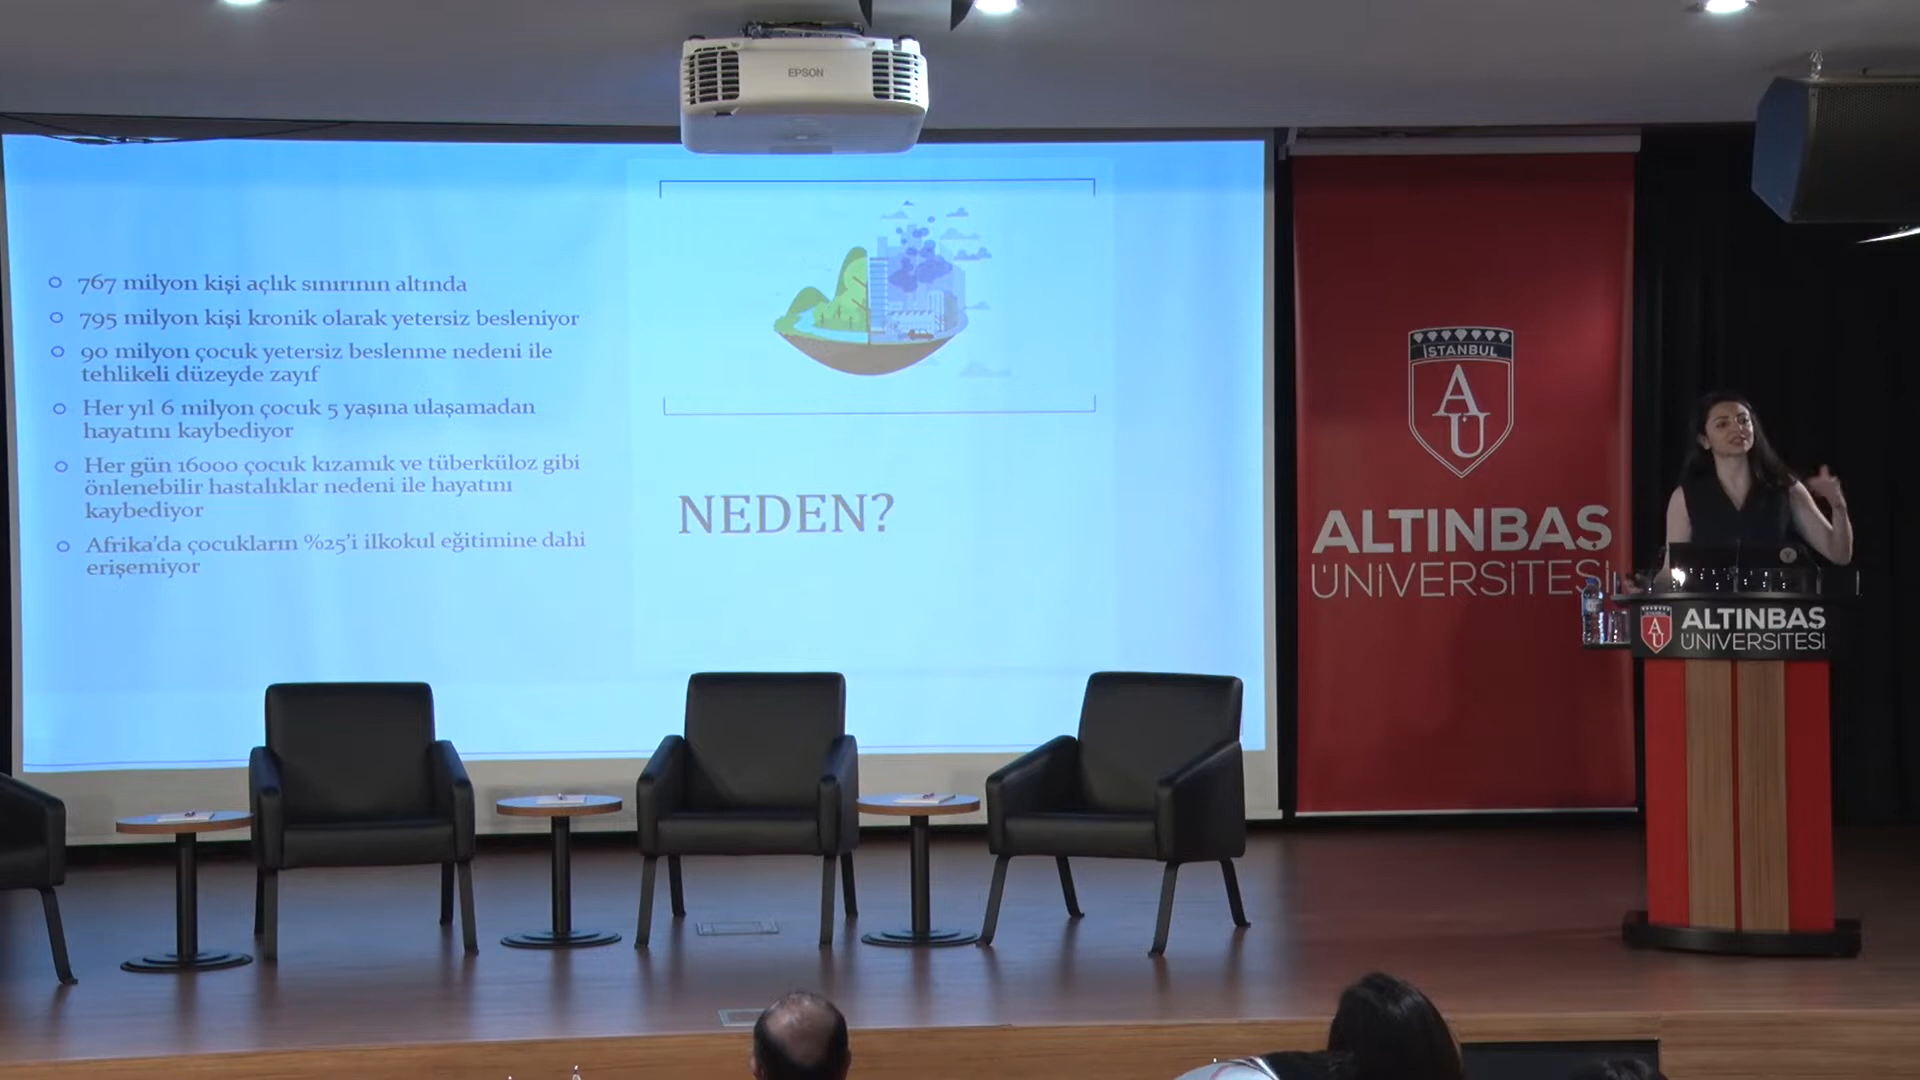 EPSON
767 milyon kişi açlık sınırının altında
795 milyon kişi kronik olarak yetersiz besleniyor
90 milyon çocuk yetersiz beslenme nedeni ile
tehlikeli düzeyde zayıf
Her yıl 6 milyon çocuk 5 yaşına ulaşamadan
hayatını kaybediyor
Her gün 16000 çocuk kızamık ve tüberküloz gibi
önlenebilir hastalıklar nedeni ile hayatını
kaybediyor
Afrika'da çocukların %25'i ilkokul eğitimine dahi
erişemiyor
NEDEN?
İSTANBUL
AÜ
ALTINBAŞ
ÜNİVERSİTESİ
AÜ
ALTINBAŞ
ÜNİVERSİTESİ